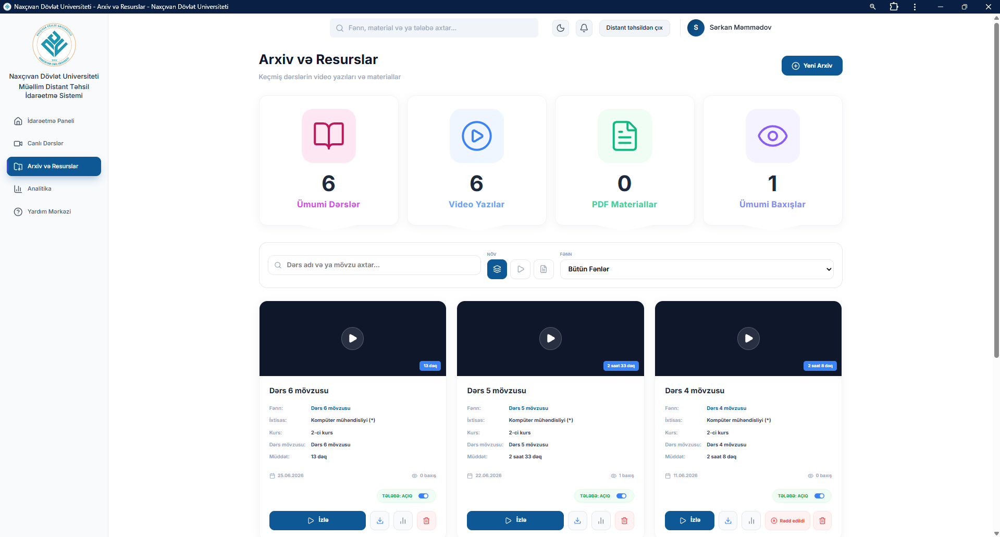 Naxçıvan Dövlət Universiteti - Arxiv və Resurslar - Naxçıvan Dövlət Universiteti
Fənn, material və ya tələbə axtar...
Distant təhsildən çıx
S
Sərkan Məmmədov
NAXÇIVAN DÖVLƏT UNİVERSİTETİ
NAKHCHIVAN STATE UNIVERSITY
Naxçıvan Dövlət Universiteti
Müəllim Distant Təhsil
İdarəetmə Sistemi
İdarəetmə Paneli
Canlı Dərslər
Arxiv və Resurslar
Analitika
Yardım Mərkəzi
Arxiv və Resurslar
Keçmiş dərslərin video yazıları və materiallar
Yeni Arxiv
6
Ümumi Dərslər
6
Video Yazılar
0
PDF Materiallar
1
Ümumi Baxışlar
Dərs adı və ya mövzu axtar...
NÖV
FƏNN
Bütün Fənlər
13 dəq
Dərs 6 mövzusu
Fənn: Dərs 6 mövzusu
İxtisas: Kompüter mühəndisliyi (*)
Kurs: 2-ci kurs
Dərs mövzusu: Dərs 6 mövzusu
Müddət: 13 dəq
25.06.2026
0 baxış
TƏLƏBƏ: AÇIQ
İzlə
2 saat 33 dəq
Dərs 5 mövzusu
Fənn: Dərs 5 mövzusu
İxtisas: Kompüter mühəndisliyi (*)
Kurs: 2-ci kurs
Dərs mövzusu: Dərs 5 mövzusu
Müddət: 2 saat 33 dəq
22.06.2026
1 baxış
TƏLƏBƏ: AÇIQ
İzlə
2 saat 8 dəq
Dərs 4 mövzusu
Fənn: Dərs 4 mövzusu
İxtisas: Kompüter mühəndisliyi (*)
Kurs: 2-ci kurs
Dərs mövzusu: Dərs 4 mövzusu
Müddət: 2 saat 8 dəq
11.06.2026
0 baxış
TƏLƏBƏ: AÇIQ
İzlə
Rədd edildi